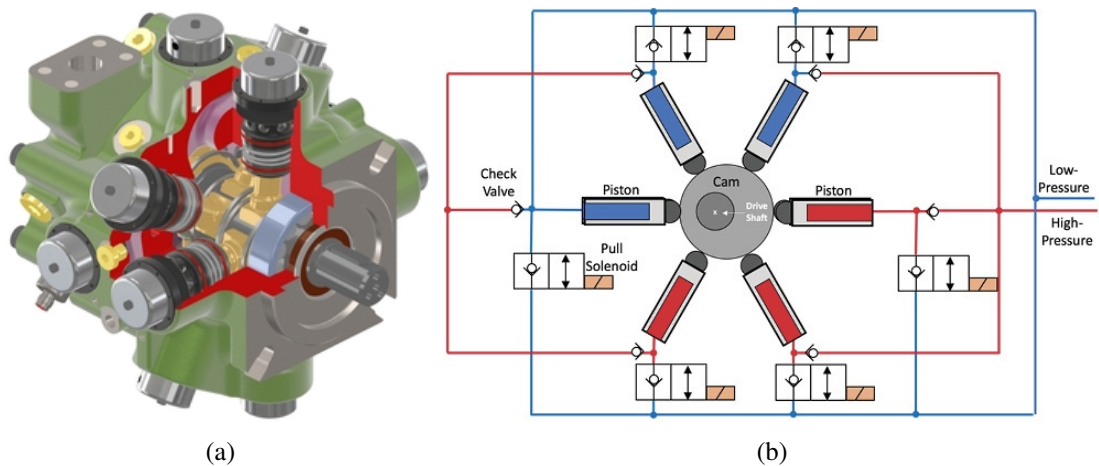 Check
Valve
Piston
Cam
Piston
Drive
Shaft
x
Low-
Pressure
High-
Pressure
Pull
Solenoid
(a)
(b)